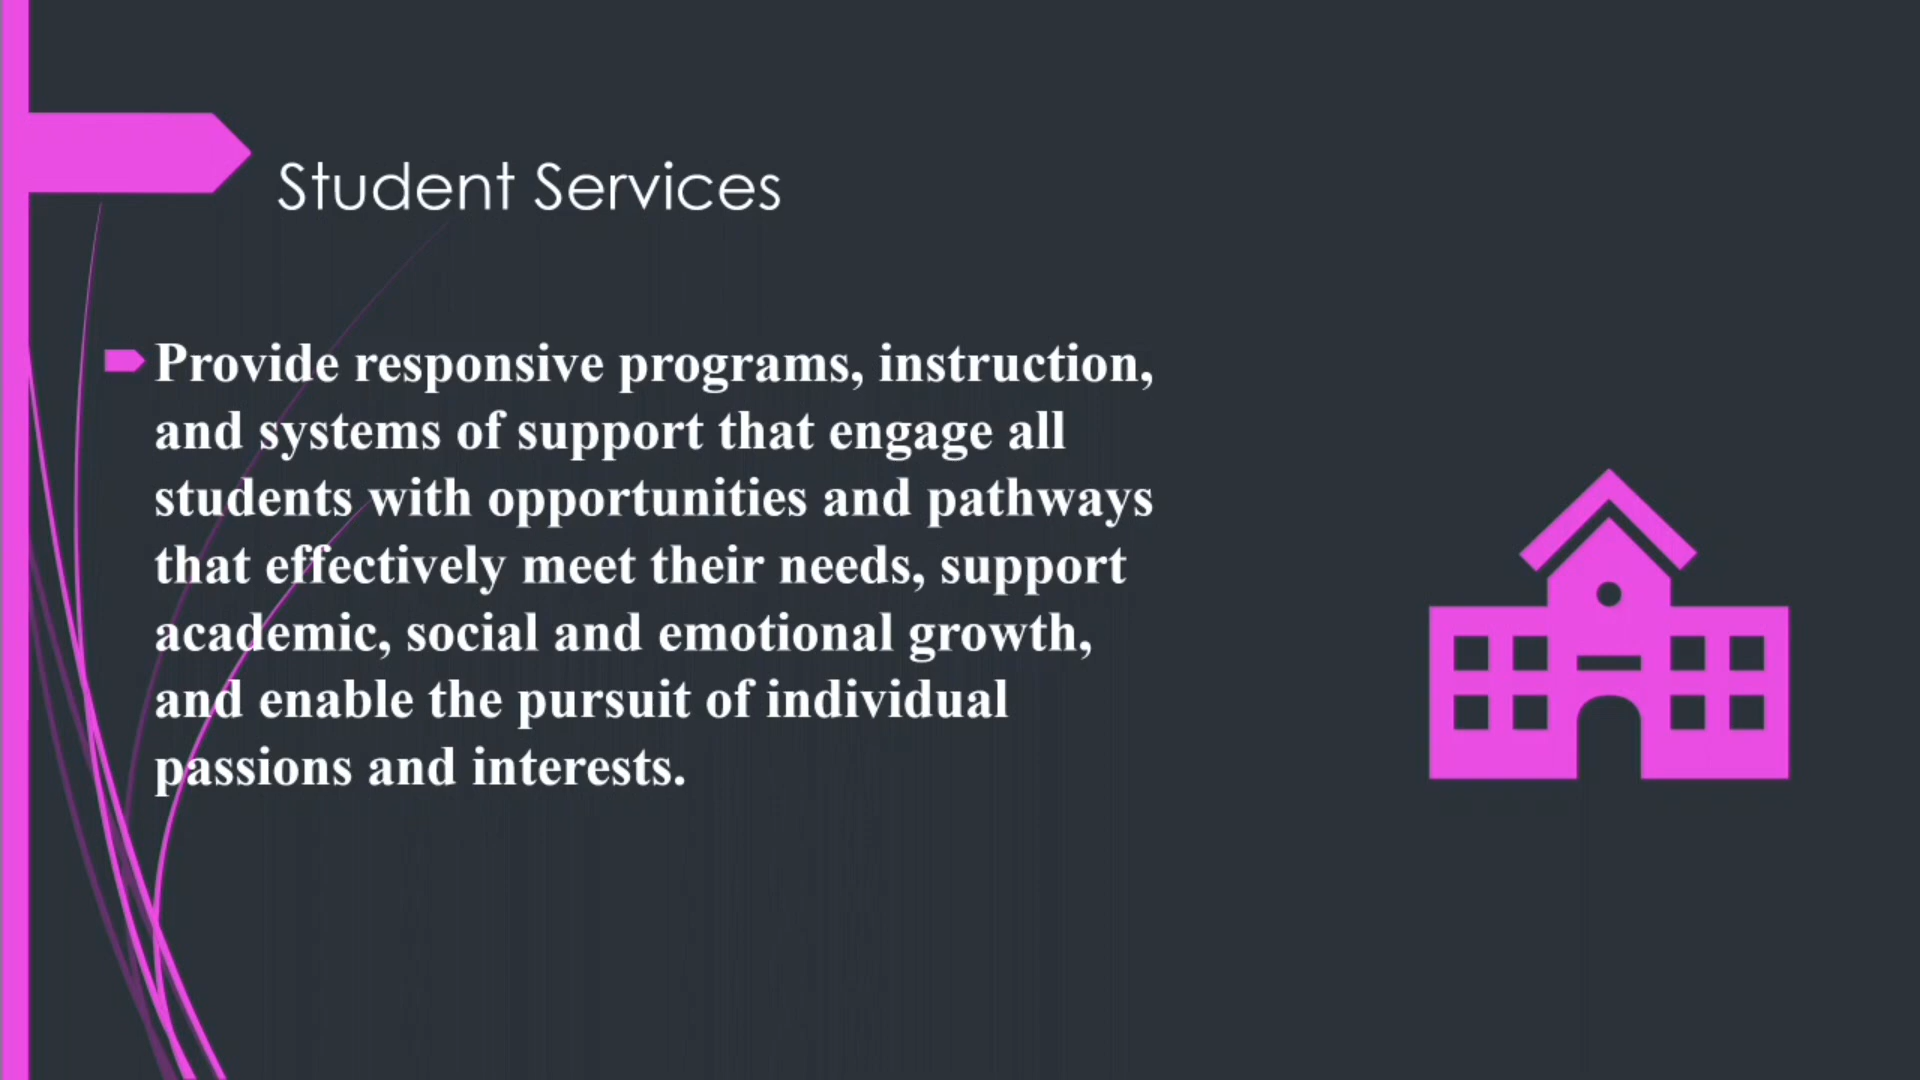 Student Services
Provide responsive programs, instruction,
and systems of support that engage all
students with opportunities and pathways
that effectively meet their needs, support
academic, social and emotional growth,
and enable the pursuit of individual
passions and interests.